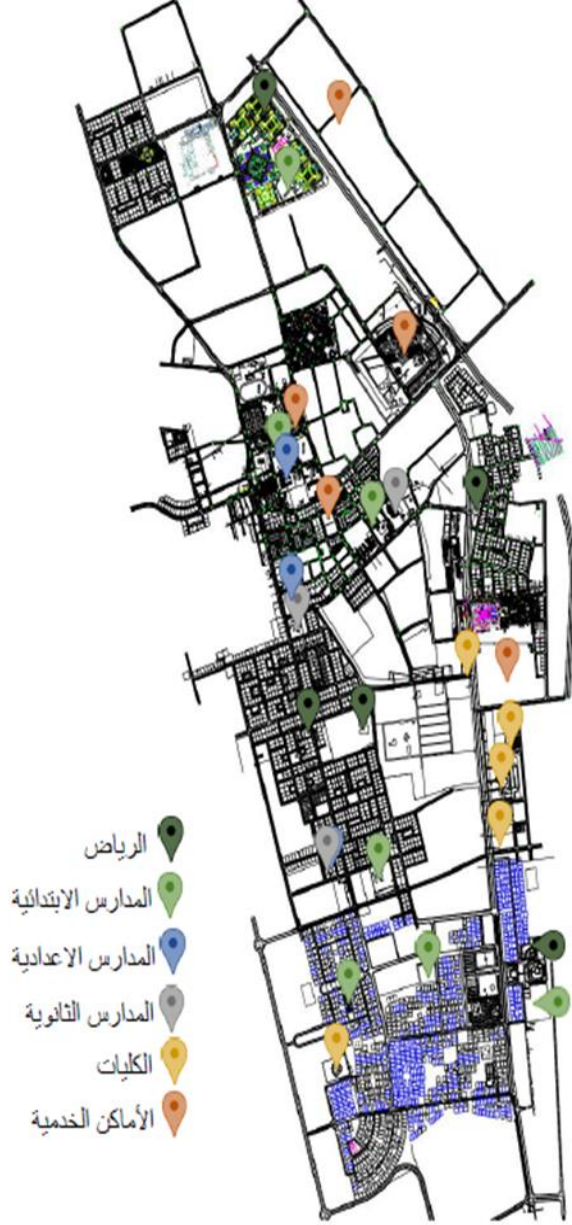 الرياض
المدارس الابتدائية
المدارس الاعدادية
المدارس الثانوية
الكليات
الأماكن الخدمية